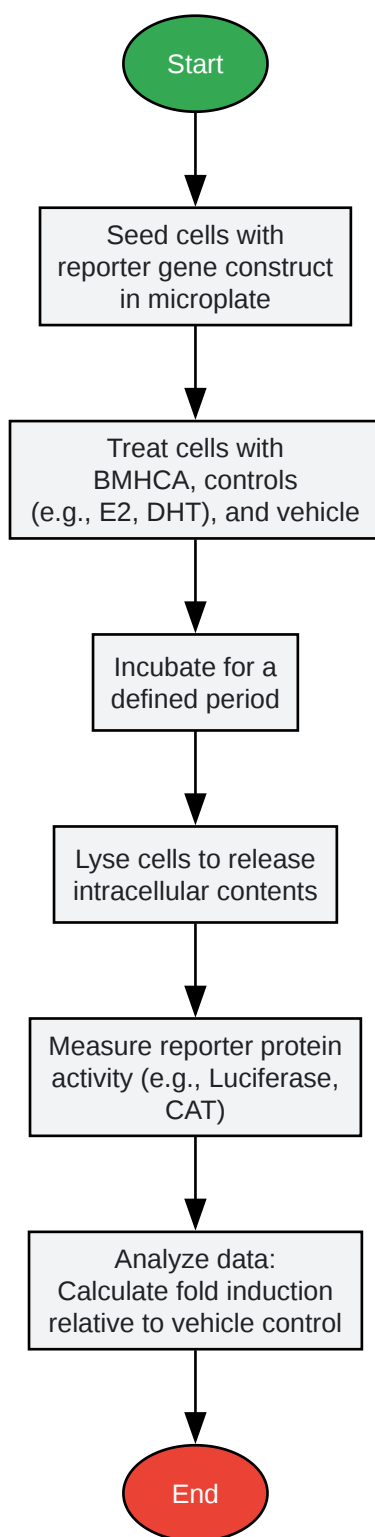 Start
Seed cells with
reporter gene construct
in microplate
Treat cells with
BMHCA, controls
(e.g., E2, DHT), and vehicle
Incubate for a
defined period
Lyse cells to release
intracellular contents
Measure reporter protein
activity (e.g., Luciferase,
CAT)
Analyze data:
Calculate fold induction
relative to vehicle control
End